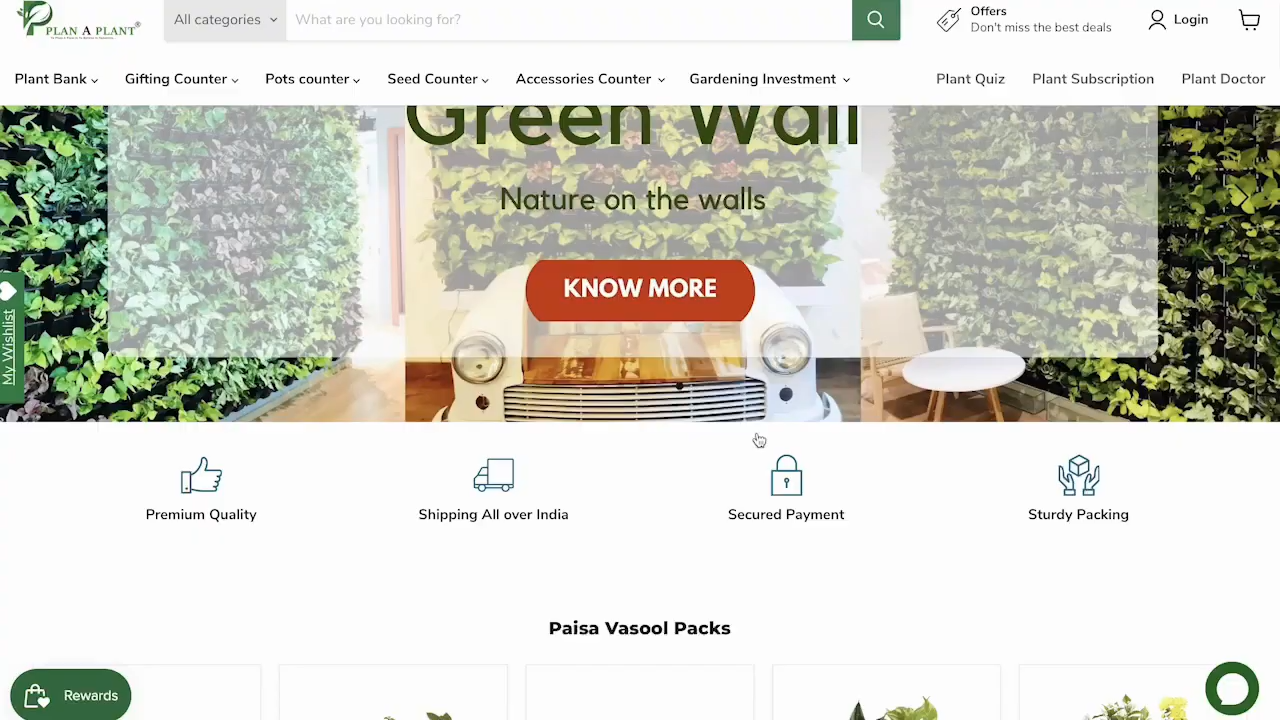 PLAN A PLANT
All categories
What are you looking for?
Offers
Don't miss the best deals
Login
Plant Bank
Gifting Counter
Pots counter
Seed Counter
Accessories Counter
Gardening Investment
Plant Quiz
Plant Subscription
Plant Doctor
Green Wall
Nature on the walls
KNOW MORE
My Wishlist
Premium Quality
Shipping All over India
Secured Payment
Sturdy Packing
Paisa Vasool Packs
Rewards